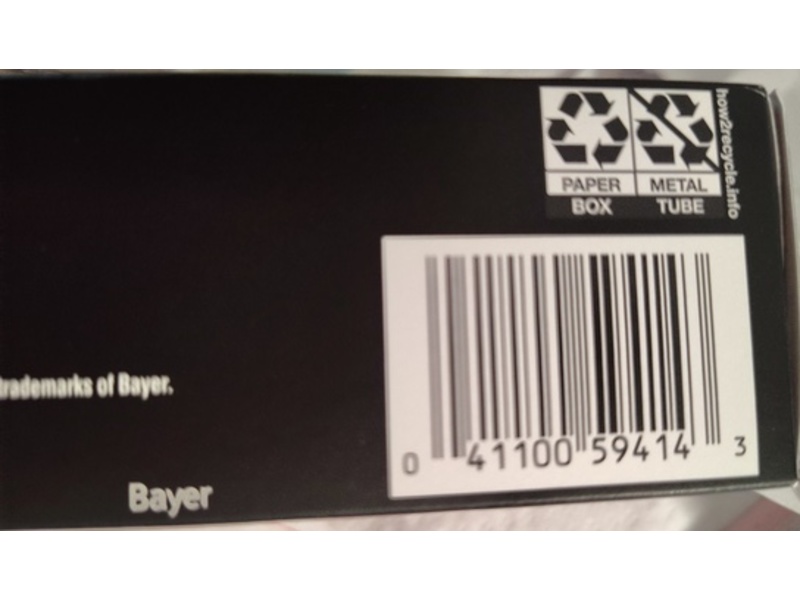 PAPER METAL
BOX TUBE
how2recycle.info
trademarks of Bayer.
0 41100 59414 3
Bayer